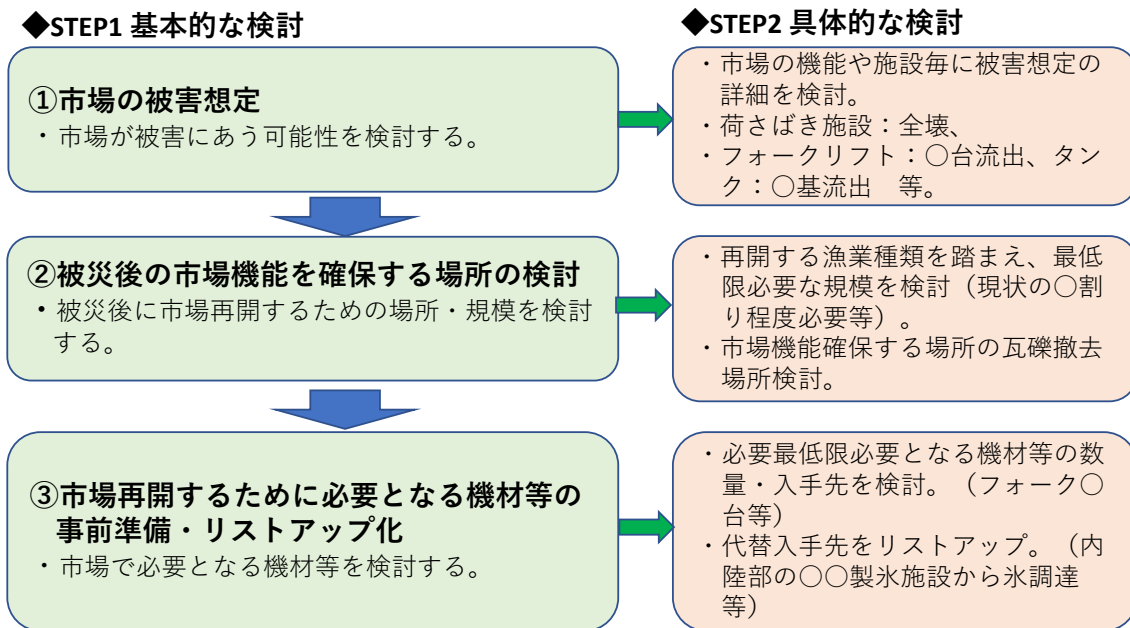 ◆STEP1 基本的な検討
①市場の被害想定
・市場が被害にあう可能性を検討する。
②被災後の市場機能を確保する場所の検討
・被災後に市場再開するための場所・規模を検討
する。
③市場再開するために必要となる機材等の
事前準備・リストアップ化
・市場で必要となる機材等を検討する。
◆STEP2 具体的な検討
・市場の機能や施設毎に被害想定の
詳細を検討。
・荷さばき施設：全壊、
・フォークリフト：○台流出、タン
ク：○基流出　等。
・再開する漁業種類を踏まえ、最低
限必要な規模を検討（現状の○割
り程度必要等）。
・市場機能確保する場所の瓦礫撤去
場所検討。
・必要最低限必要となる機材等の数
量・入手先を検討。（フォーク○
台等）
・代替入手先をリストアップ。（内
陸部の○○製氷施設から氷調達
等）